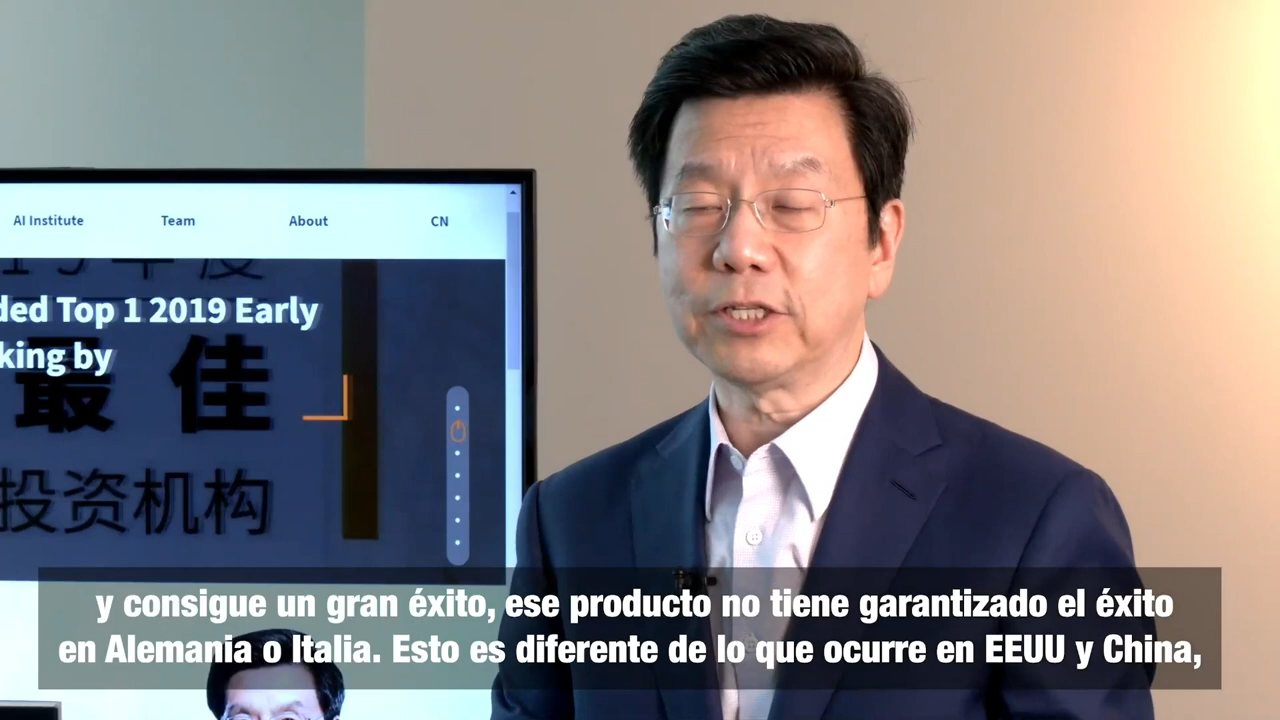 AI Institute Team About CN
ded Top 1 2019 Early
king by
最佳
投资机构
y consigue un gran éxito, ese producto no tiene garantizado el éxito
en Alemania o Italia. Esto es diferente de lo que ocurre en EEUU y China,